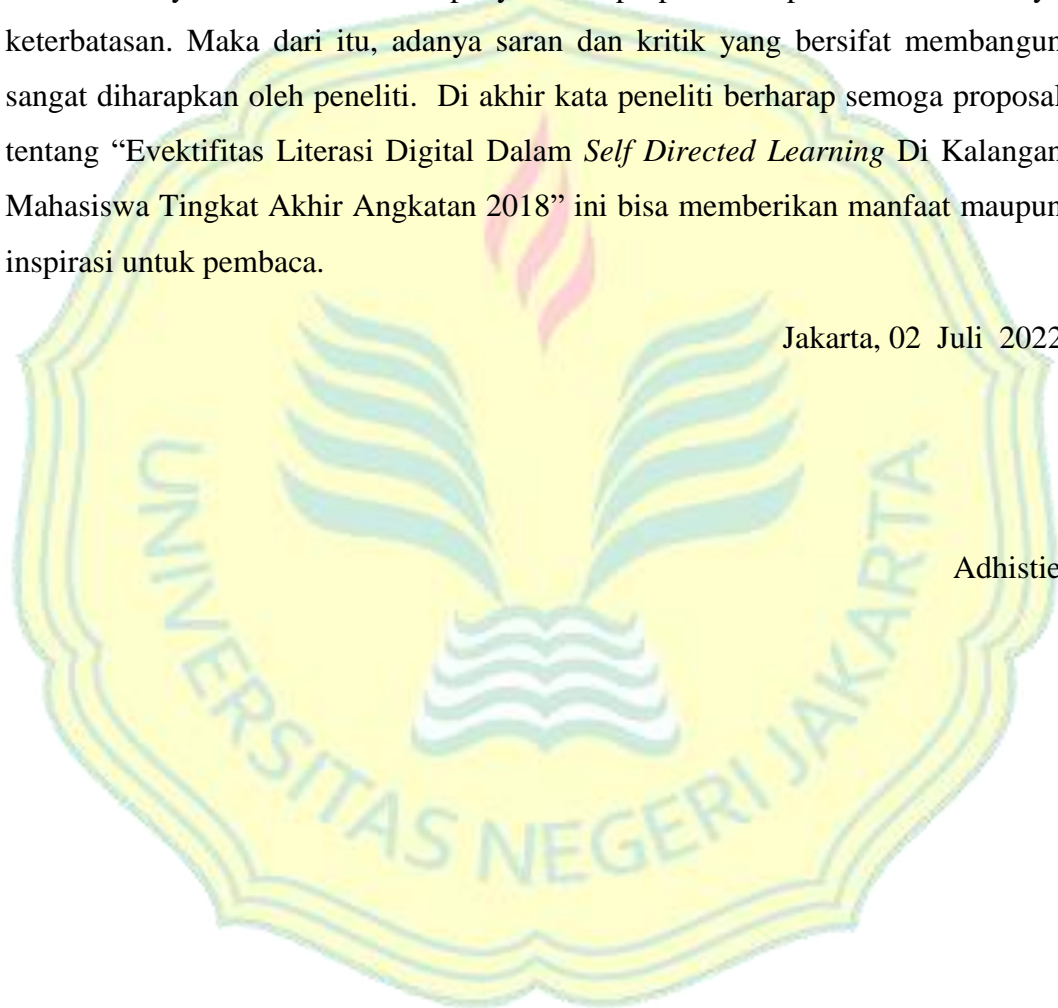 keterbatasan. Maka dari itu, adanya saran dan kritik yang bersifat membangun
sangat diharapkan oleh peneliti. Di akhir kata peneliti berharap semoga proposal
tentang “Evektifitas Literasi Digital Dalam Self Directed Learning Di Kalangan
Mahasiswa Tingkat Akhir Angkatan 2018” ini bisa memberikan manfaat maupun
inspirasi untuk pembaca.
Jakarta, 02 Juli 2022
Adhistie
UNIVERSITAS NEGERI JAKARTA